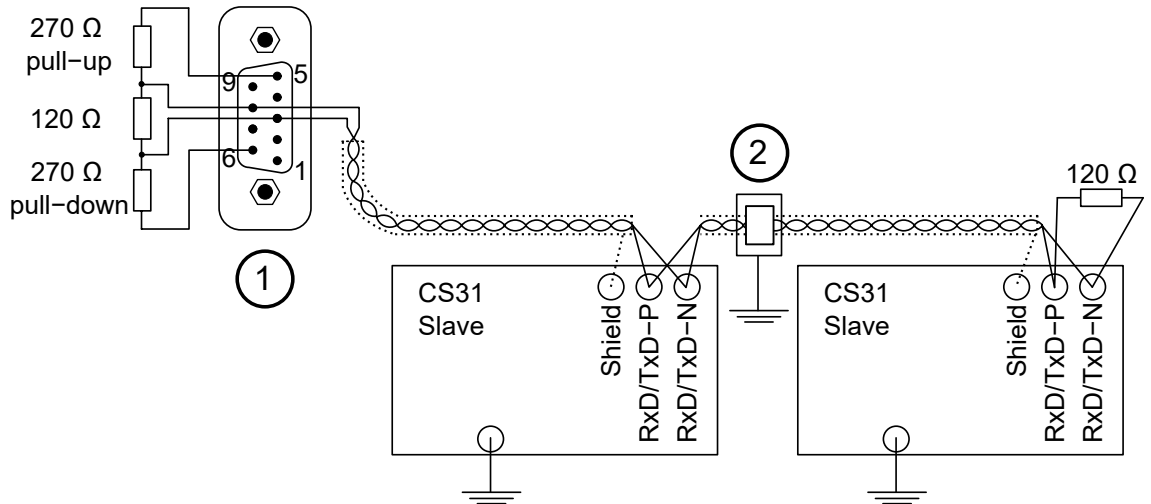 270 Ω
pull−up
120 Ω
270 Ω
pull−down
9
5
6
1
1
2
120 Ω
CS31
Slave
Shield
RxD/TxD−P
RxD/TxD−N
CS31
Slave
Shield
RxD/TxD−P
RxD/TxD−N